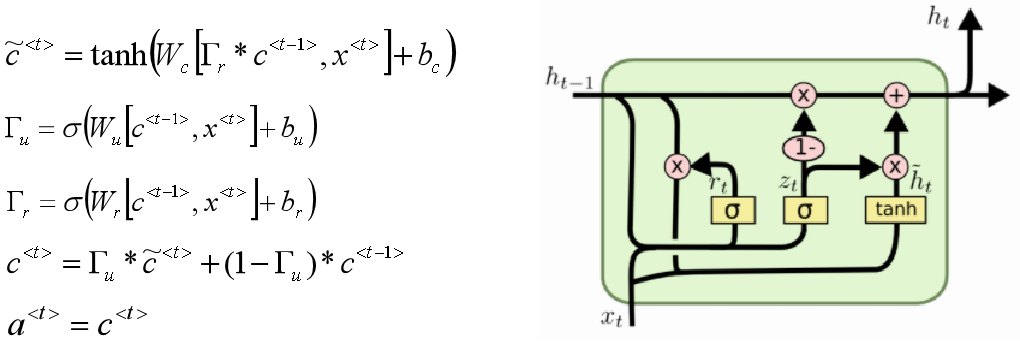 c̃^{<t>} = tanh(W_c[Γ_r * c^{<t-1>}, x^{<t>}] + b_c)
Γ_u = σ(W_u[c^{<t-1>}, x^{<t>}] + b_u)
Γ_r = σ(W_r[c^{<t-1>}, x^{<t>}] + b_r)
c^{<t>} = Γ_u * c̃^{<t>} + (1 − Γ_u) * c^{<t-1>}
a^{<t>} = c^{<t>}
h_t
h_{t−1}
x +
1-
x x
r_t z_t h̃_t
σ σ tanh
x_t